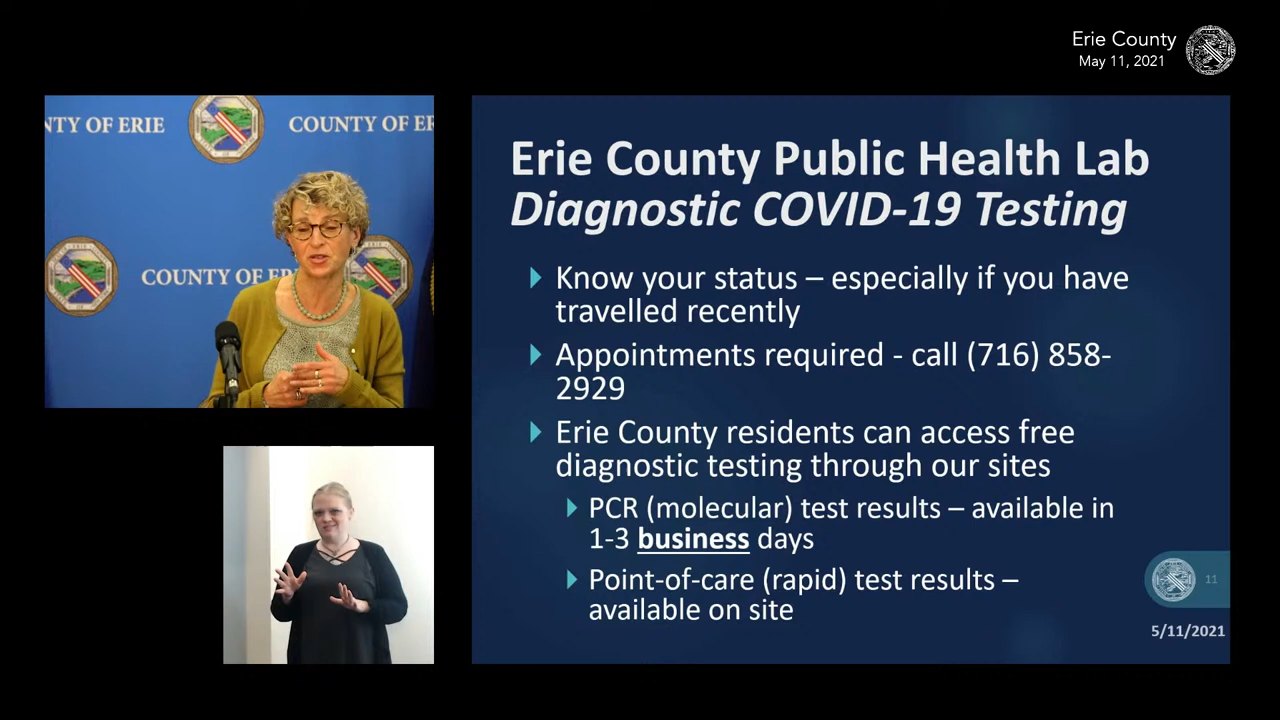 Erie County
May 11, 2021
NTY OF ERIE
COUNTY OF ER
COUNTY OF ER
Erie County Public Health Lab
Diagnostic COVID-19 Testing
Know your status – especially if you have
travelled recently
Appointments required - call (716) 858-
2929
Erie County residents can access free
diagnostic testing through our sites
PCR (molecular) test results – available in
1-3 business days
Point-of-care (rapid) test results –
available on site
11
5/11/2021